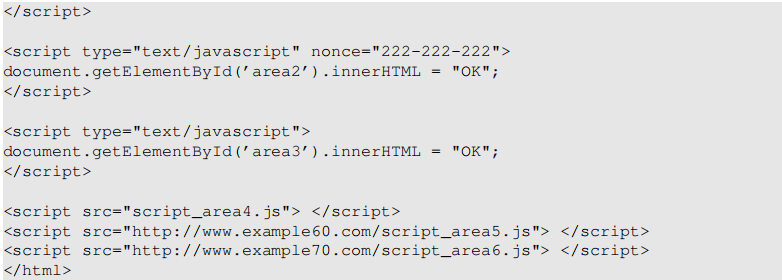 </script>
<script type="text/javascript" nonce="222-222-222">
document.getElementById(’area2’).innerHTML = "OK";
</script>
<script type="text/javascript">
document.getElementById(’area3’).innerHTML = "OK";
</script>
<script src="script_area4.js"> </script>
<script src="http://www.example60.com/script_area5.js"> </script>
<script src="http://www.example70.com/script_area6.js"> </script>
</html>